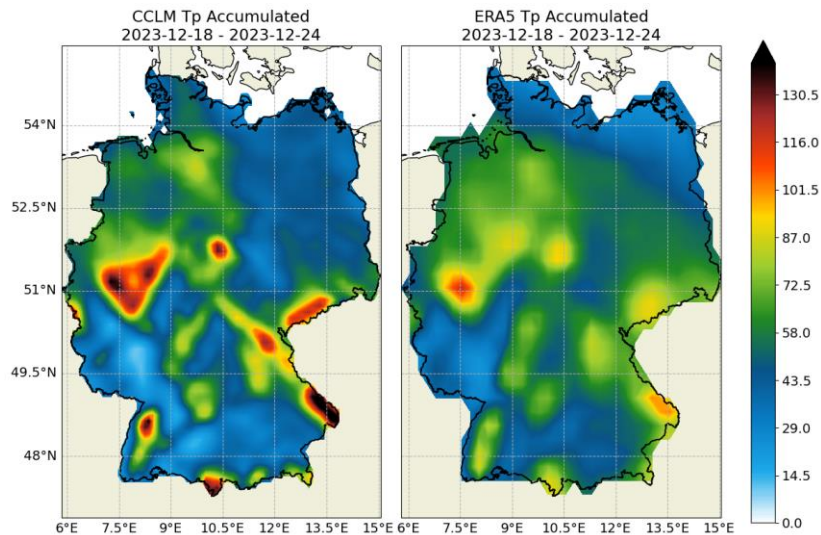 CCLM Tp Accumulated
2023-12-18 - 2023-12-24
ERA5 Tp Accumulated
2023-12-18 - 2023-12-24
54°N
52.5°N
51°N
49.5°N
48°N
6°E 7.5°E 9°E 10.5°E 12°E 13.5°E 15°E
6°E 7.5°E 9°E 10.5°E 12°E 13.5°E 15°E
130.5
116.0
101.5
87.0
72.5
58.0
43.5
29.0
14.5
0.0